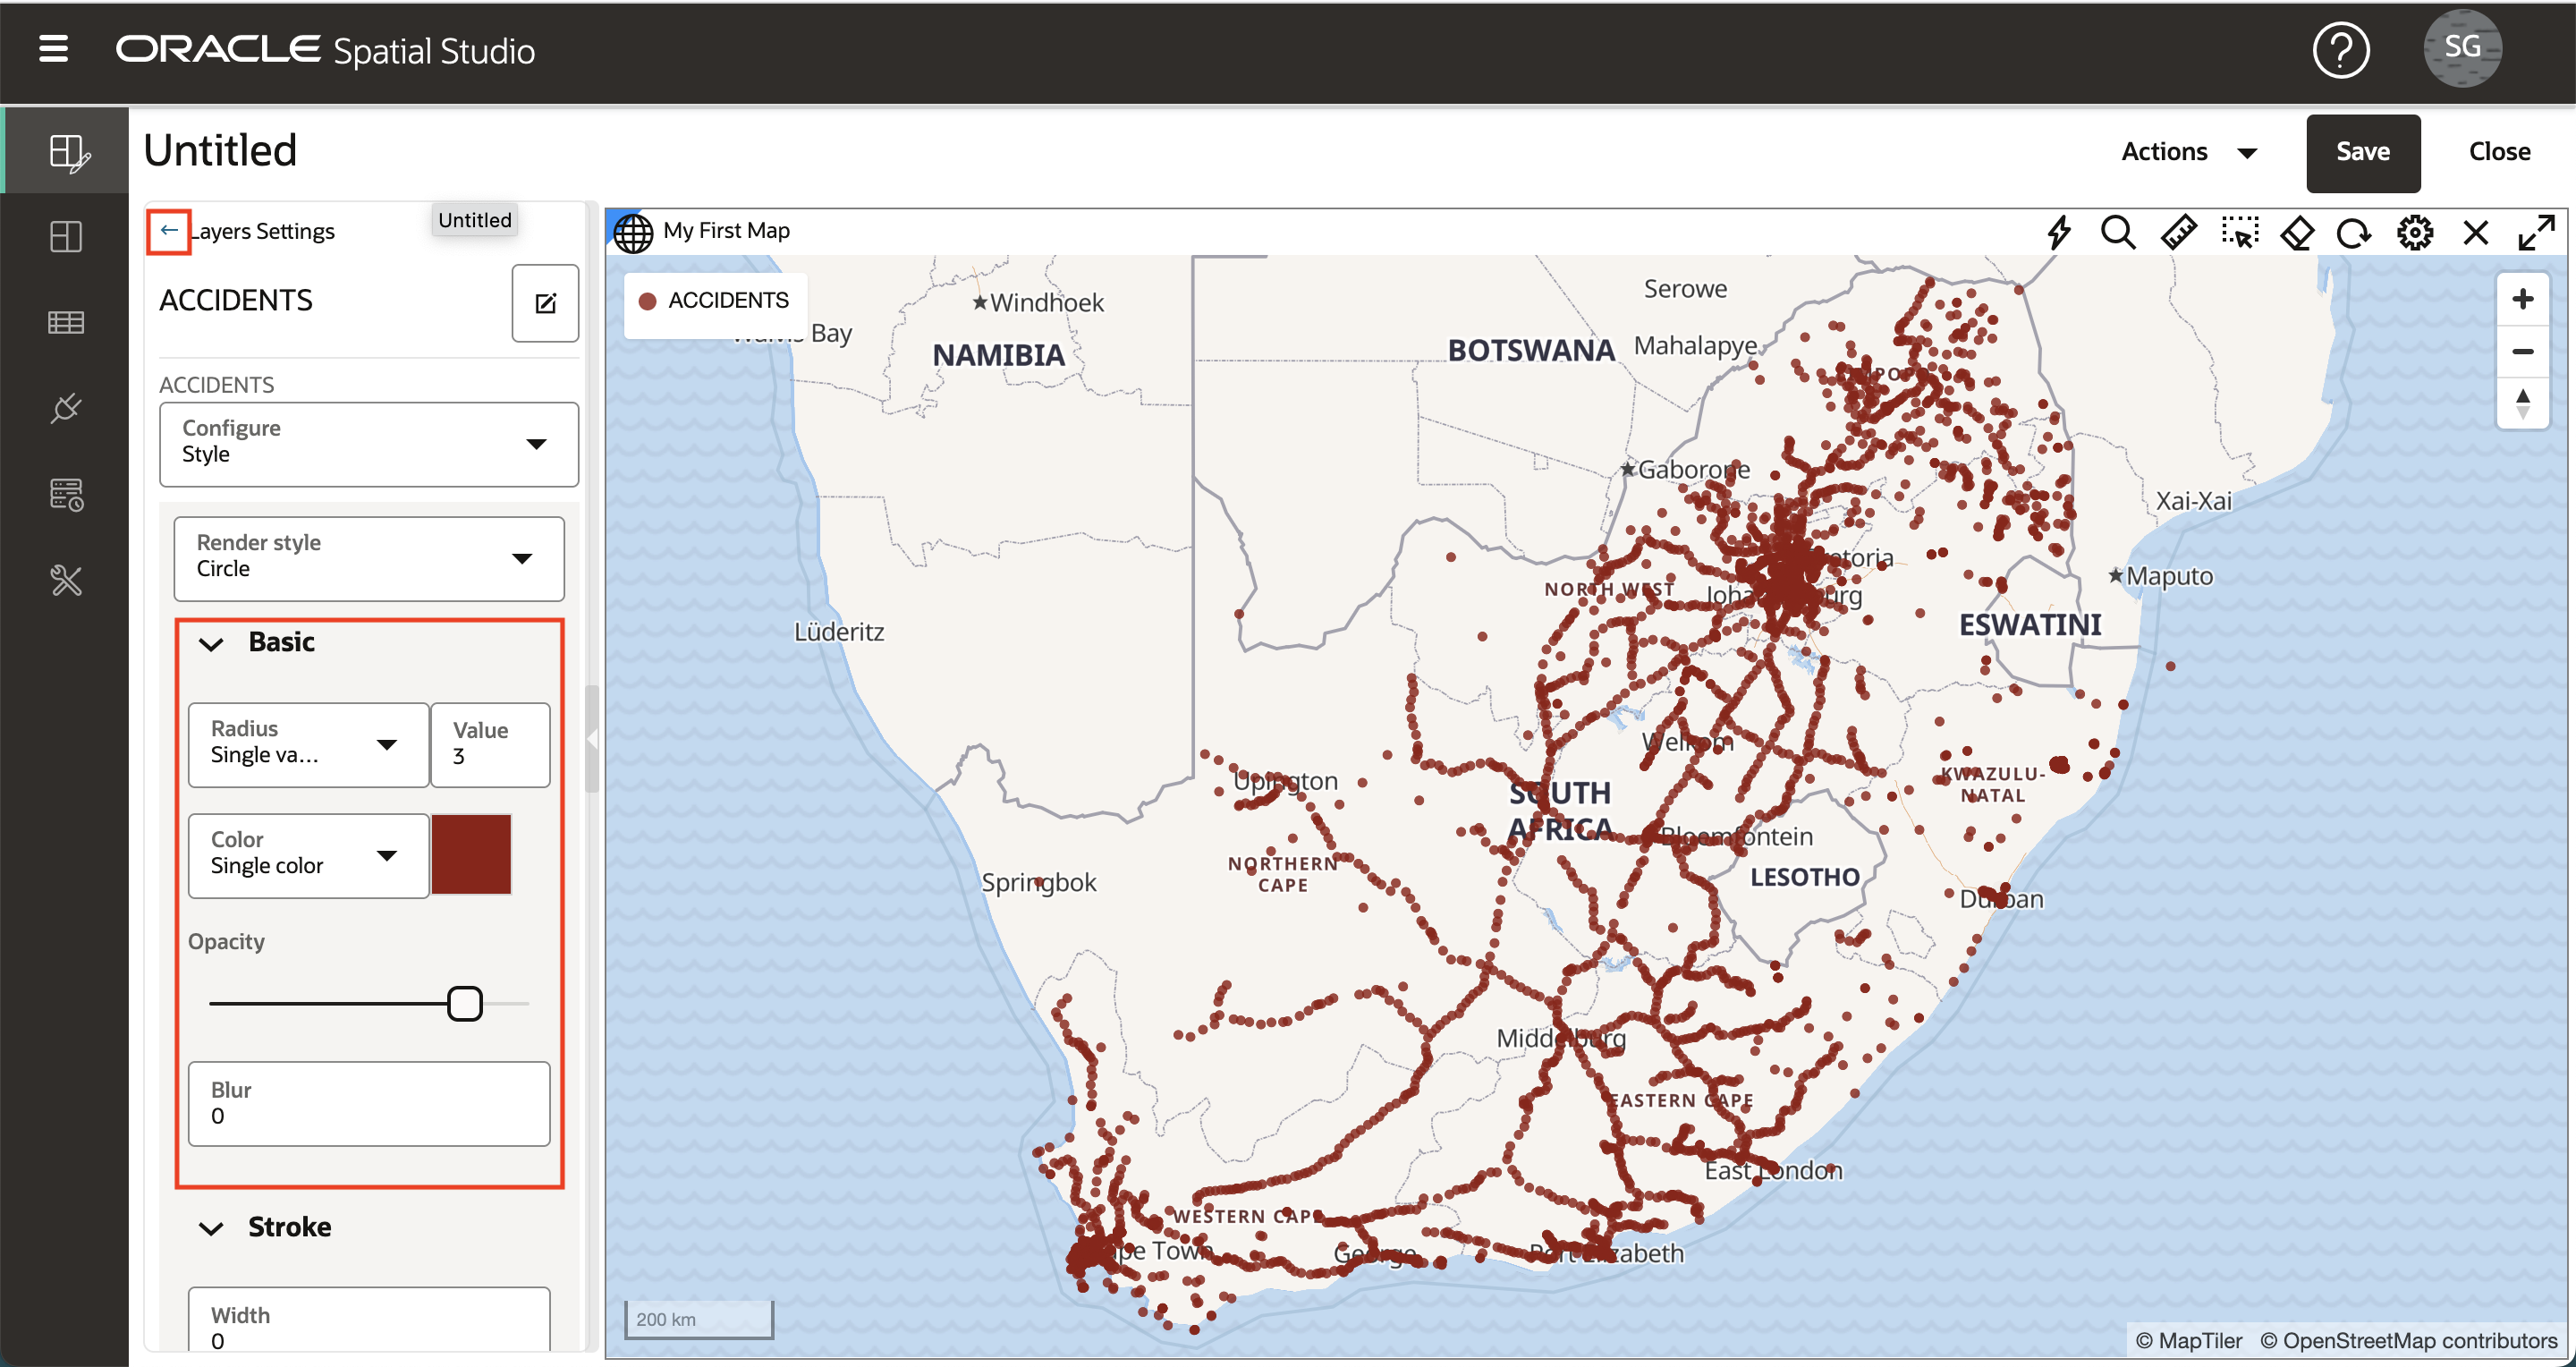 ORACLE Spatial Studio
?
SG
Untitled
Actions
Save
Close
Layers Settings
Untitled
ACCIDENTS
ACCIDENTS
Configure
Style
Render style
Circle
Basic
Radius
Single va...
Value
3
Color
Single color
Opacity
Blur
0
Stroke
Width
0
My First Map
ACCIDENTS
Bay
Windhoek
NAMIBIA
Serowe
BOTSWANA
Mahalapye
Gaborone
Xai-Xai
Maputo
NORTH WEST
ESWATINI
Lüderitz
Welkom
Upington
KWAZULU-
NATAL
SOUTH
AFRICA
Bloemfontein
NORTHERN
CAPE
LESOTHO
Springbok
Durban
Middelburg
EASTERN CAPE
East London
WESTERN CAPE
Cape Town
George
Port Elizabeth
200 km
© MapTiler © OpenStreetMap contributors